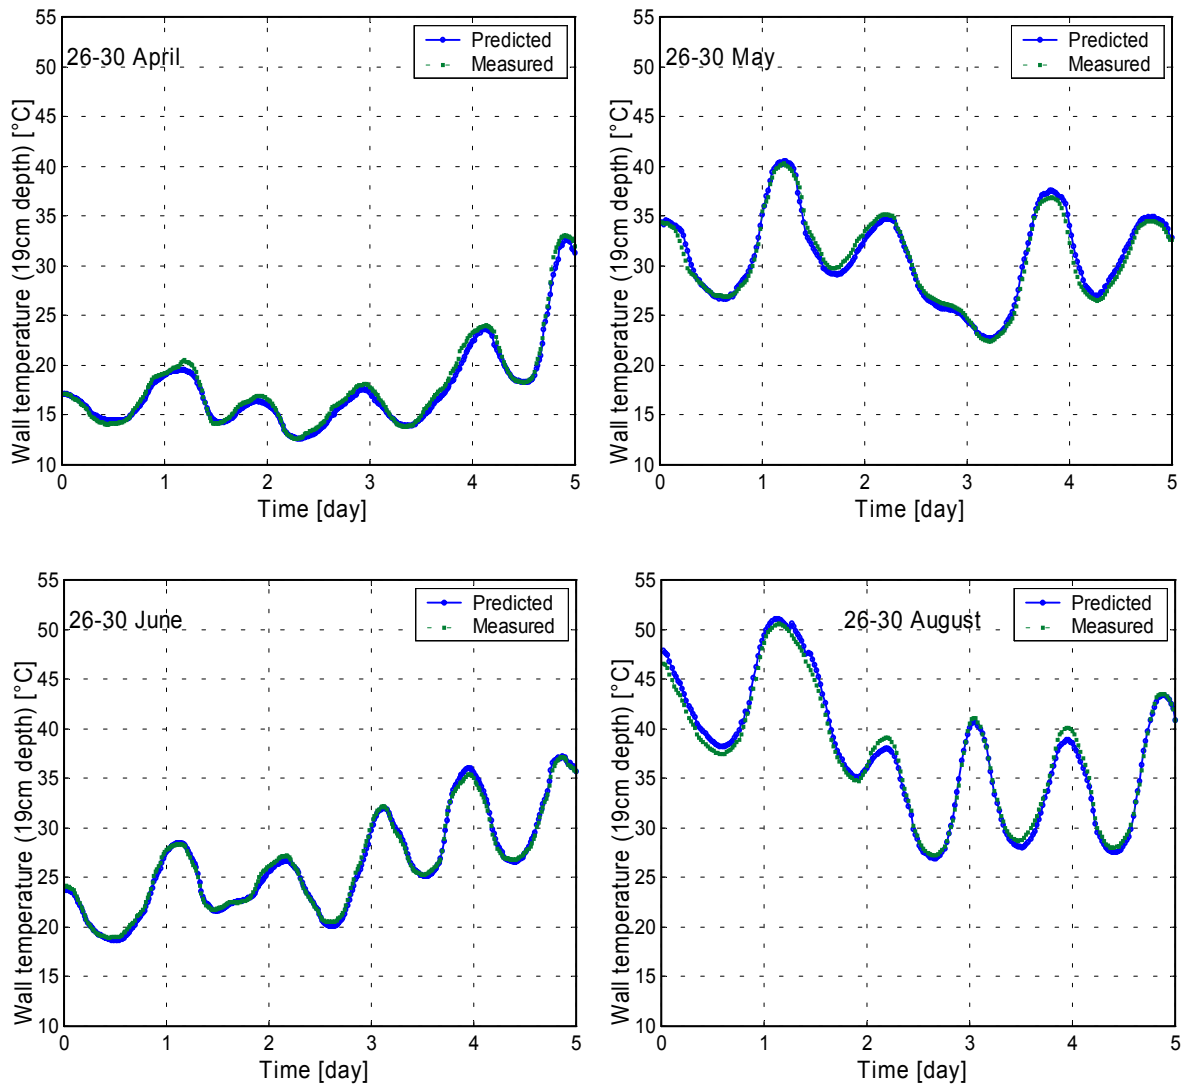 55
50
45
40
35
30
25
20
15
10
Wall temperature (19cm depth) [°C]
26-30 April
Predicted
Measured
0 1 2 3 4 5
Time [day]
55
50
45
40
35
30
25
20
15
10
Wall temperature (19cm depth) [°C]
26-30 May
Predicted
Measured
0 1 2 3 4 5
Time [day]
55
50
45
40
35
30
25
20
15
10
Wall temperature (19cm depth) [°C]
26-30 June
Predicted
Measured
0 1 2 3 4 5
Time [day]
55
50
45
40
35
30
25
20
15
10
Wall temperature (19cm depth) [°C]
26-30 August
Predicted
Measured
0 1 2 3 4 5
Time [day]